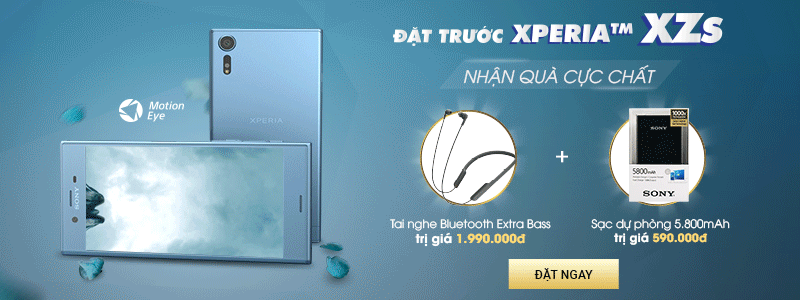 ĐẶT TRƯỚC XPERIA™ XZs
NHẬN QUÀ CỰC CHẤT
Motion
Eye
XPERIA
SONY
1000+
SONY
5800mAh
SONY
+
Tai nghe Bluetooth Extra Bass
trị giá 1.990.000đ
Sạc dự phòng 5.800mAh
trị giá 590.000đ
ĐẶT NGAY